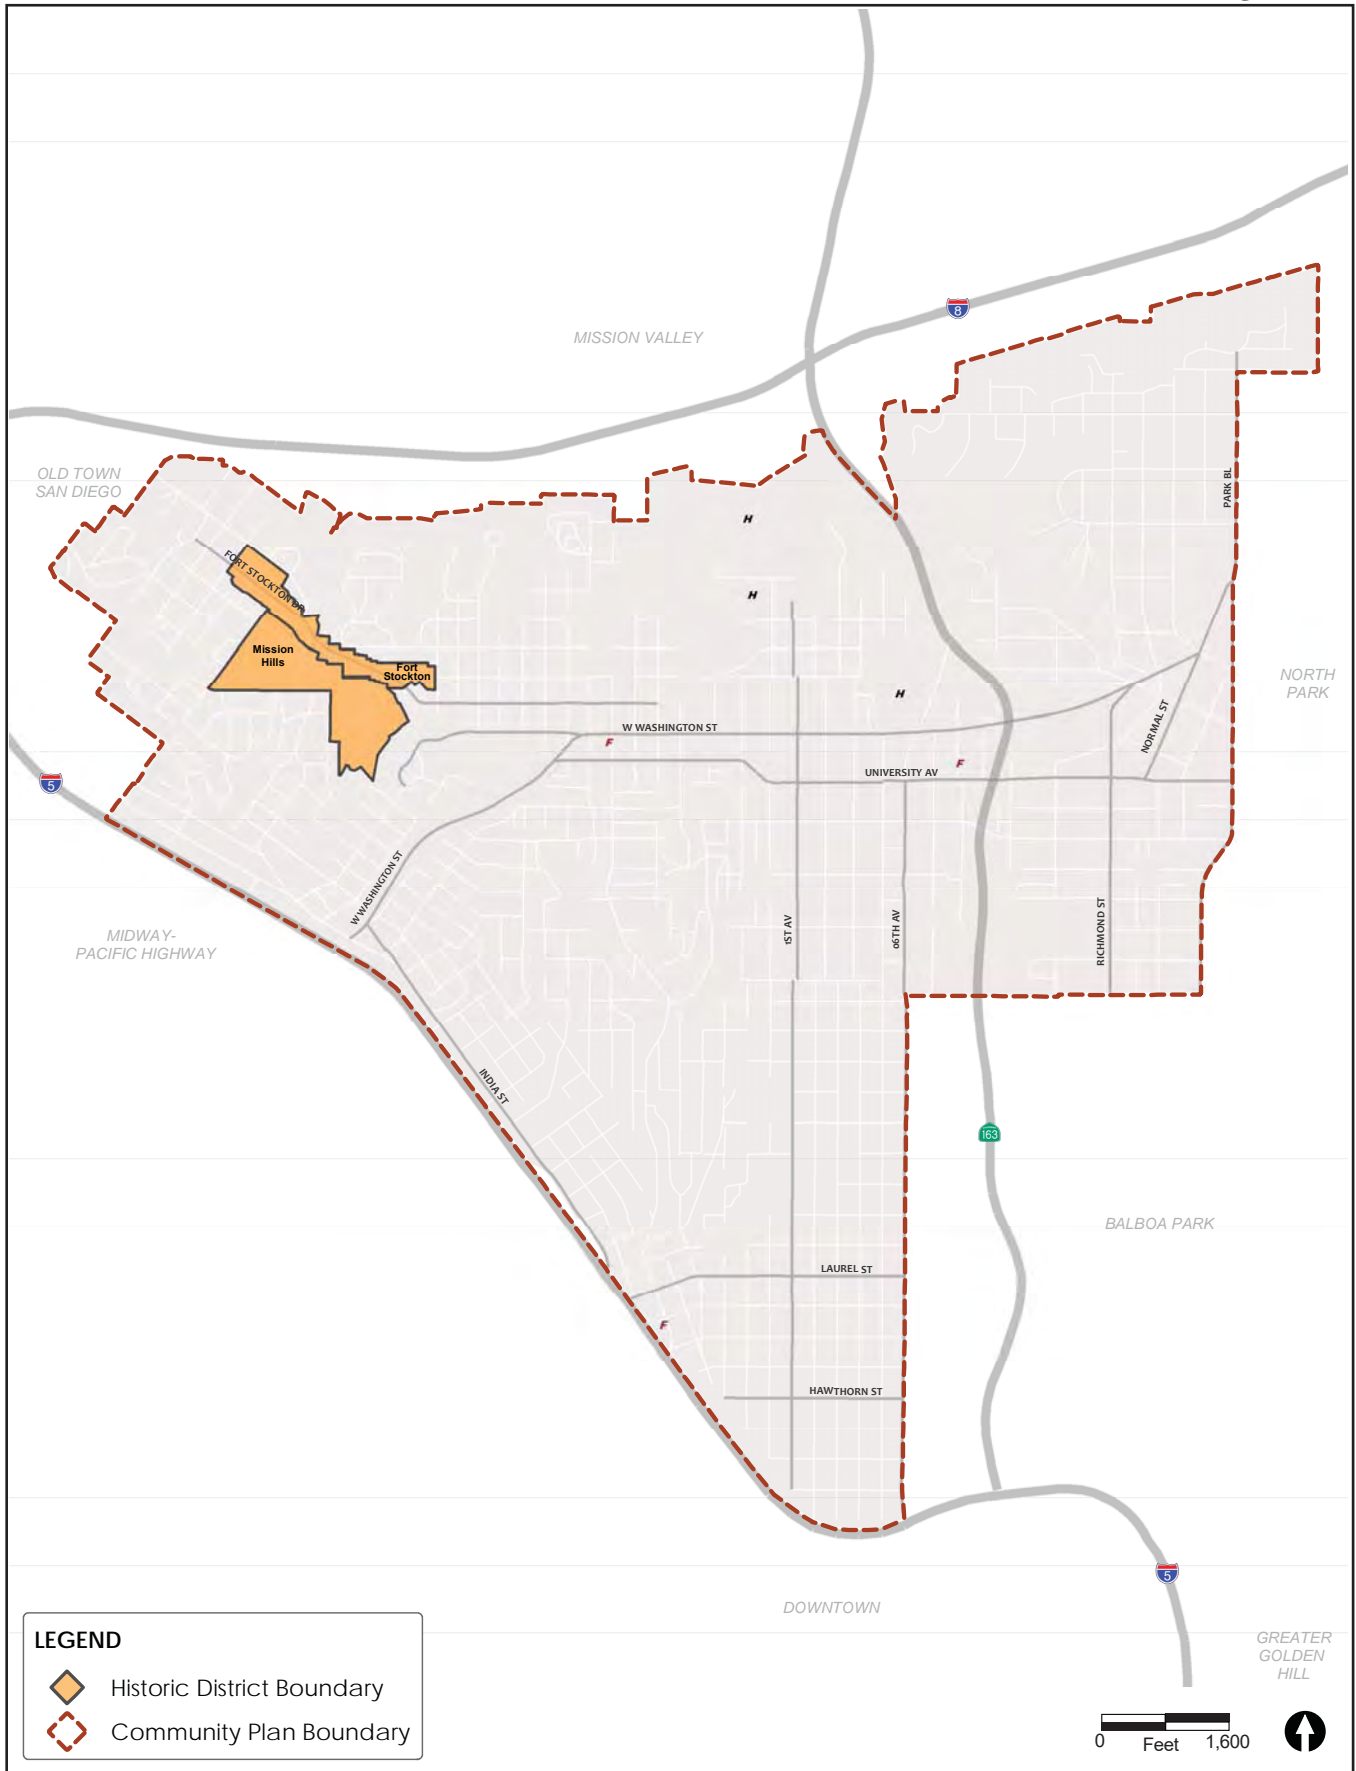 8
MISSION VALLEY
OLD TOWN
SAN DIEGO
PARK BL
H
FORT STOCKTON DR
H
Mission
Hills
Fort
Stockton
NORTH
PARK
H
NORMAL ST
W WASHINGTON ST
F
F
UNIVERSITY AV
5
W WASHINGTON ST
1ST AV
06TH AV
RICHMOND ST
MIDWAY-
PACIFIC HIGHWAY
INDIA ST
163
BALBOA PARK
LAUREL ST
F
HAWTHORN ST
5
DOWNTOWN
GREATER
GOLDEN
HILL
LEGEND
Historic District Boundary
Community Plan Boundary
0 Feet 1,600